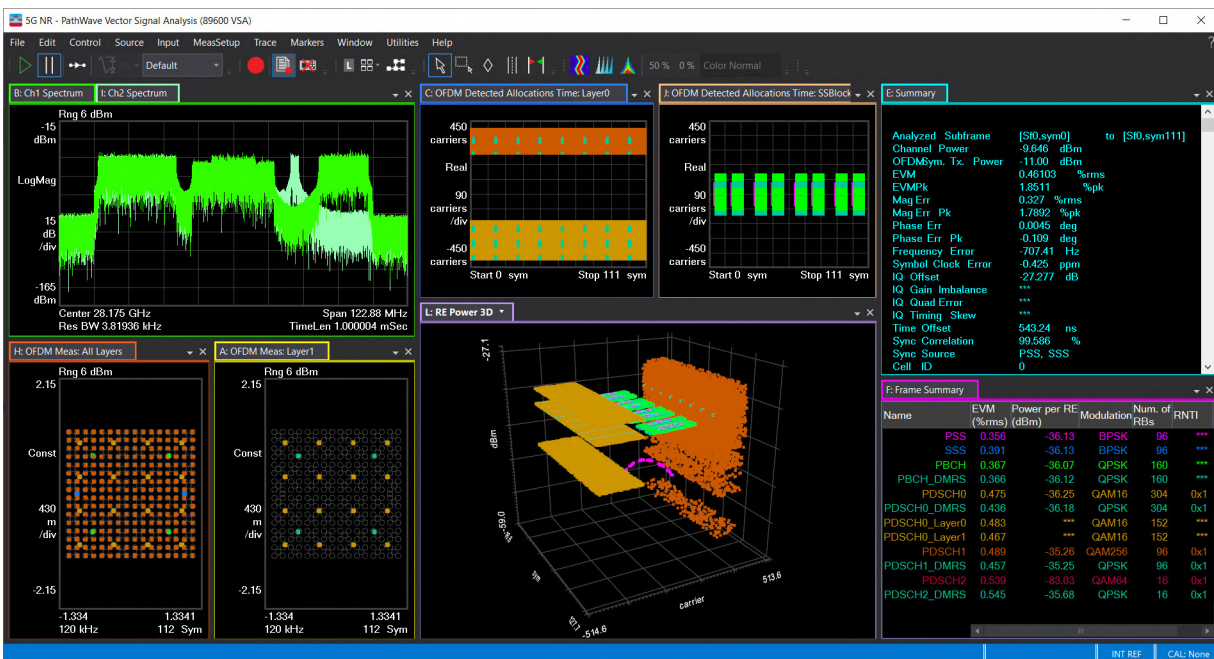 5G NR - PathWave Vector Signal Analysis (89600 VSA)
File Edit Control Source Input MeasSetup Trace Markers Window Utilities Help
Default
L
50 % 0 % Color Normal
B: Ch1 Spectrum I: Ch2 Spectrum
Rng 6 dBm
-15
dBm
LogMag
15
dB
/div
-165
dBm
Center 28.175 GHz Span 122.88 MHz
Res BW 3.81936 kHz TimeLen 1.000004 mSec
C: OFDM Detected Allocations Time: Layer0
450
carriers
Real
90
carriers
/div
-450
carriers
Start 0 sym Stop 111 sym
J: OFDM Detected Allocations Time: SSBlock
450
carriers
Real
90
carriers
/div
-450
carriers
Start 0 sym Stop 111 sym
E: Summary
Analyzed Subframe [Sf0,sym0] to [Sf0,sym111]
Channel Power -9.646 dBm
OFDMSym. Tx. Power -11.00 dBm
EVM 0.46103 %rms
EVMPk 1.8511 %pk
Mag Err 0.327 %rms
Mag Err Pk 1.7892 %pk
Phase Err 0.0045 deg
Phase Err Pk -0.109 deg
Frequency Error -707.41 Hz
Symbol Clock Error -0.425 ppm
IQ Offset -27.277 dB
IQ Gain Imbalance ***
IQ Quad Error ***
IQ Timing Skew ***
Time Offset 543.24 ns
Sync Correlation 99.586 %
Sync Source PSS, SSS
Cell ID 0
H: OFDM Meas: All Layers
Rng 6 dBm
2.15
Const
430
m
/div
-2.15
-1.334 1.3341
120 kHz 112 Sym
A: OFDM Meas: Layer1
Rng 6 dBm
2.15
Const
430
m
/div
-2.15
-1.334 1.3341
120 kHz 112 Sym
L: RE Power 3D
-27.1
dBm
-59.0
sym
127.3
-514.6
carrier
513.6
F: Frame Summary
Name EVM (%rms) Power per RE (dBm) Modulation Num. of RBs RNTI
PSS 0.356 -36.13 BPSK 96 ***
SSS 0.391 -36.13 BPSK 96 ***
PBCH 0.367 -36.07 QPSK 160 ***
PBCH_DMRS 0.366 -36.12 QPSK 160 ***
PDSCH0 0.475 -36.25 QAM16 304 0x1
PDSCH0_DMRS 0.436 -36.18 QPSK 304 0x1
PDSCH0_Layer0 0.483 *** QAM16 152 ***
PDSCH0_Layer1 0.467 *** QAM16 152 ***
PDSCH1 0.489 -35.26 QAM256 96 0x1
PDSCH1_DMRS 0.457 -35.25 QPSK 96 0x1
PDSCH2 0.539 -83.03 QAM64 16 0x1
PDSCH2_DMRS 0.545 -35.68 QPSK 16 0x1
INT REF CAL: None